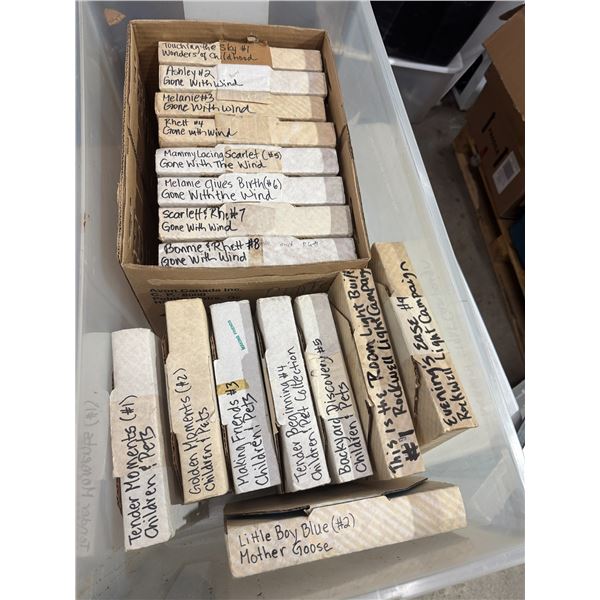 Touching the Sky #1
Wonders of Childhood
Ashley #2
Gone With Wind
Melanie #3
Gone With Wind
Rhett #4
Gone with Wind
Mammy Lacing Scarlet (#5)
Gone With The Wind
Melanie Gives Birth (#6)
Gone With the Wind
Scarlett & Rhett #7
Gone With Wind
Bonnie & Rhett #8
Gone With Wind
Avon Canada Inc.
Tender Moments (#1)
Children & Pets
Golden Moments (#2)
Children & Pets
Making Friends #3
Children & Pets
Tender Beginning #4
Children & Pet Collection
Backyard Discovery #5
Children & Pets
This Is the Room Light Built
Rockwell Light Campaign
#1
Evening's Ease #4
Rockwell Light Campaign
Little Boy Blue (#2)
Mother Goose